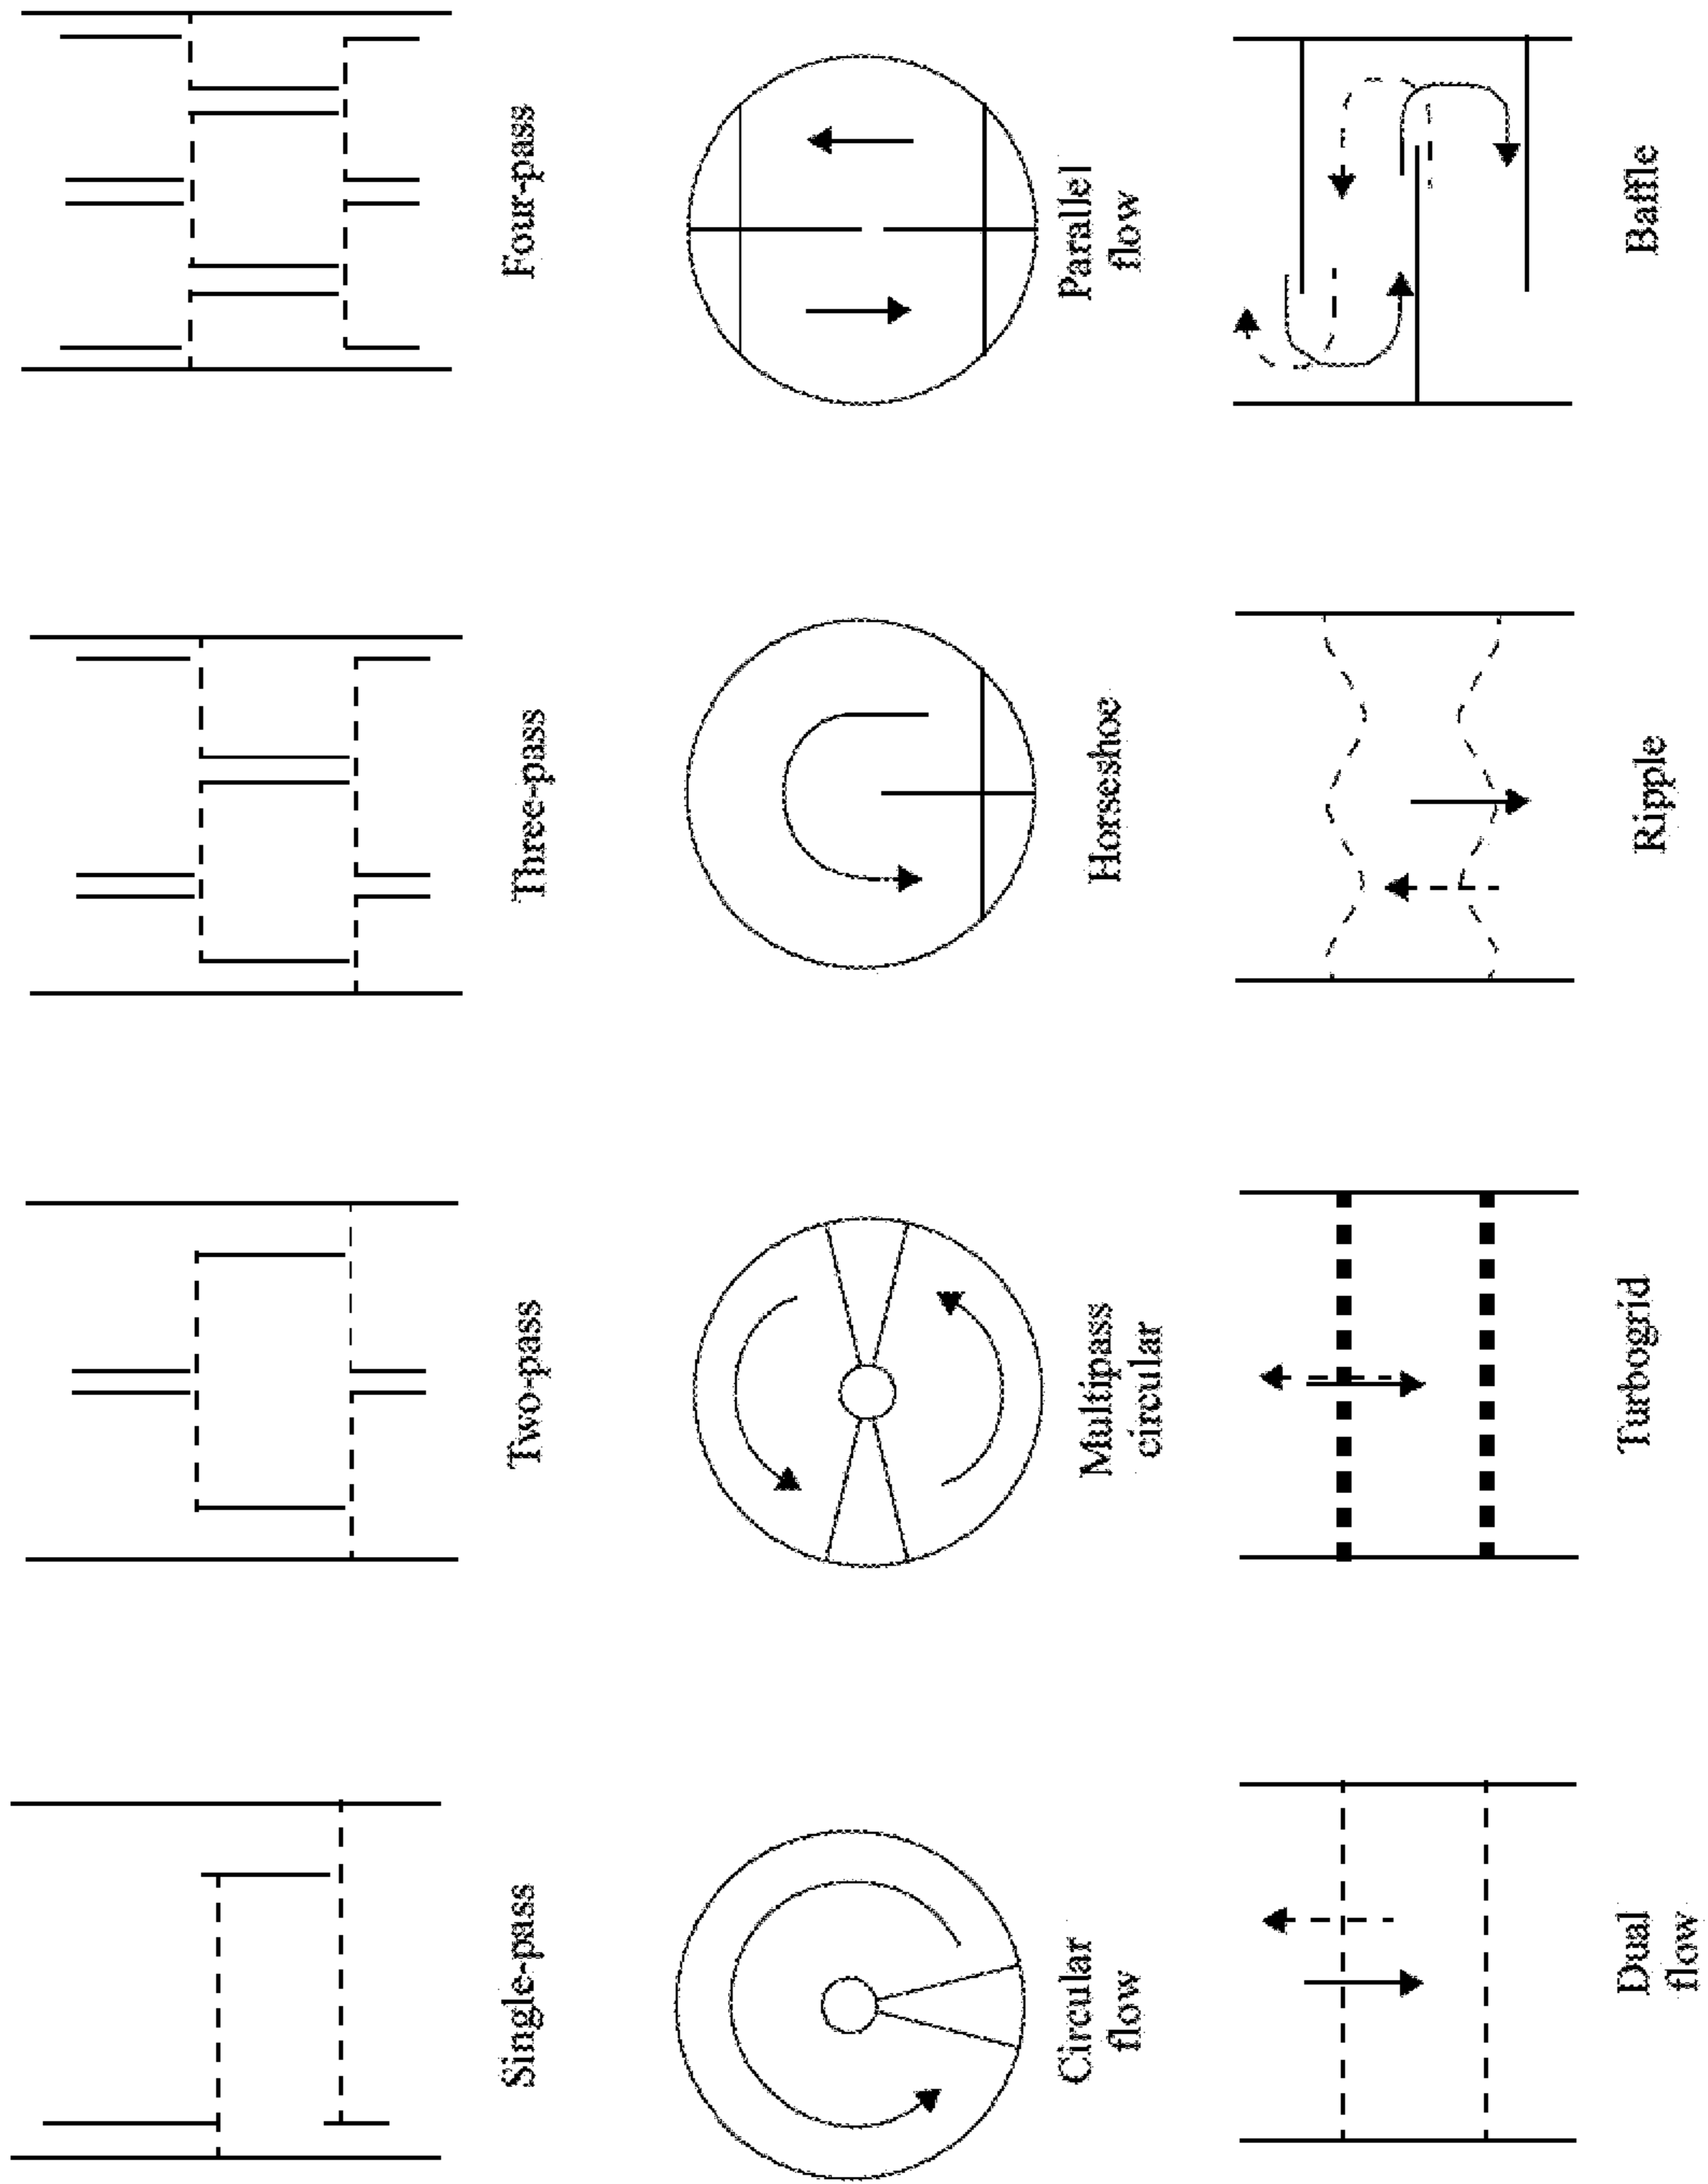 Single-pass
Two-pass
Three-pass
Four-pass
Circular
flow
Multipass
circular
Horseshoe
Parallel
flow
Dual
flow
Turbogrid
Ripple
Baffle